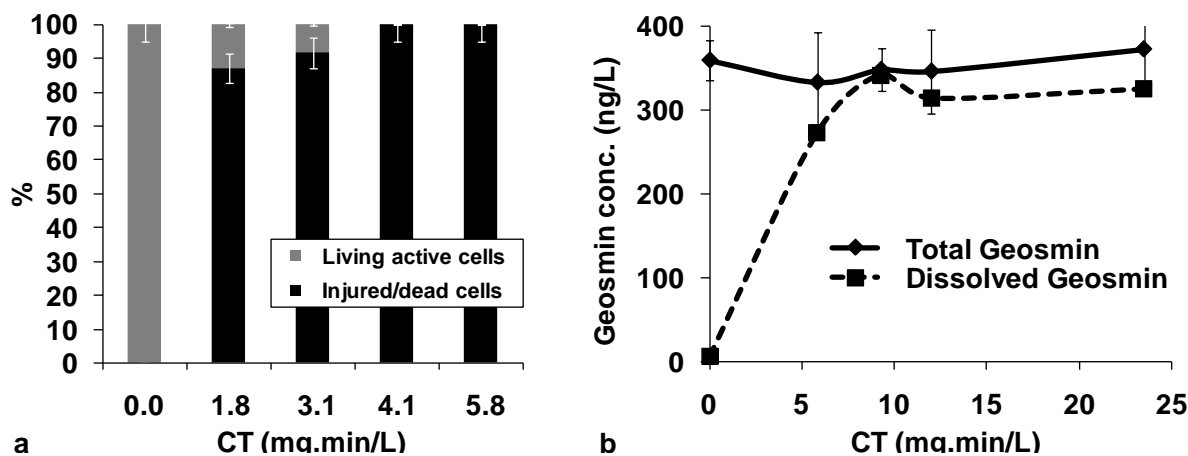 100
90
80
70
60
50
40
30
20
10
0
%
Living active cells
Injured/dead cells
0.0 1.8 3.1 4.1 5.8
CT (mg.min/L)
a
400
300
200
100
0
Geosmin conc. (ng/L)
Total Geosmin
Dissolved Geosmin
0 5 10 15 20 25
CT (mg.min/L)
b